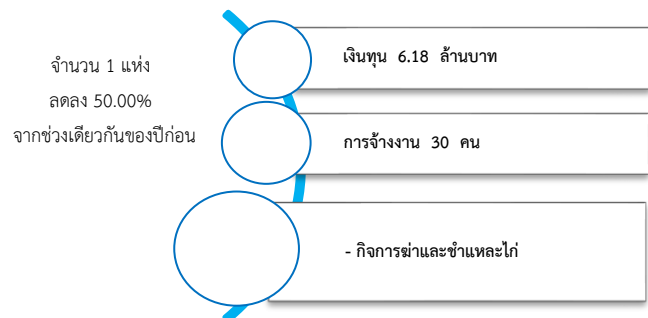 จำนวน 1 แห่ง
ลดลง 50.00%
จากช่วงเดียวกันของปีก่อน
เงินทุน 6.18 ล้านบาท
การจ้างงาน 30 คน
- กิจการฆ่าและชำแหละไก่